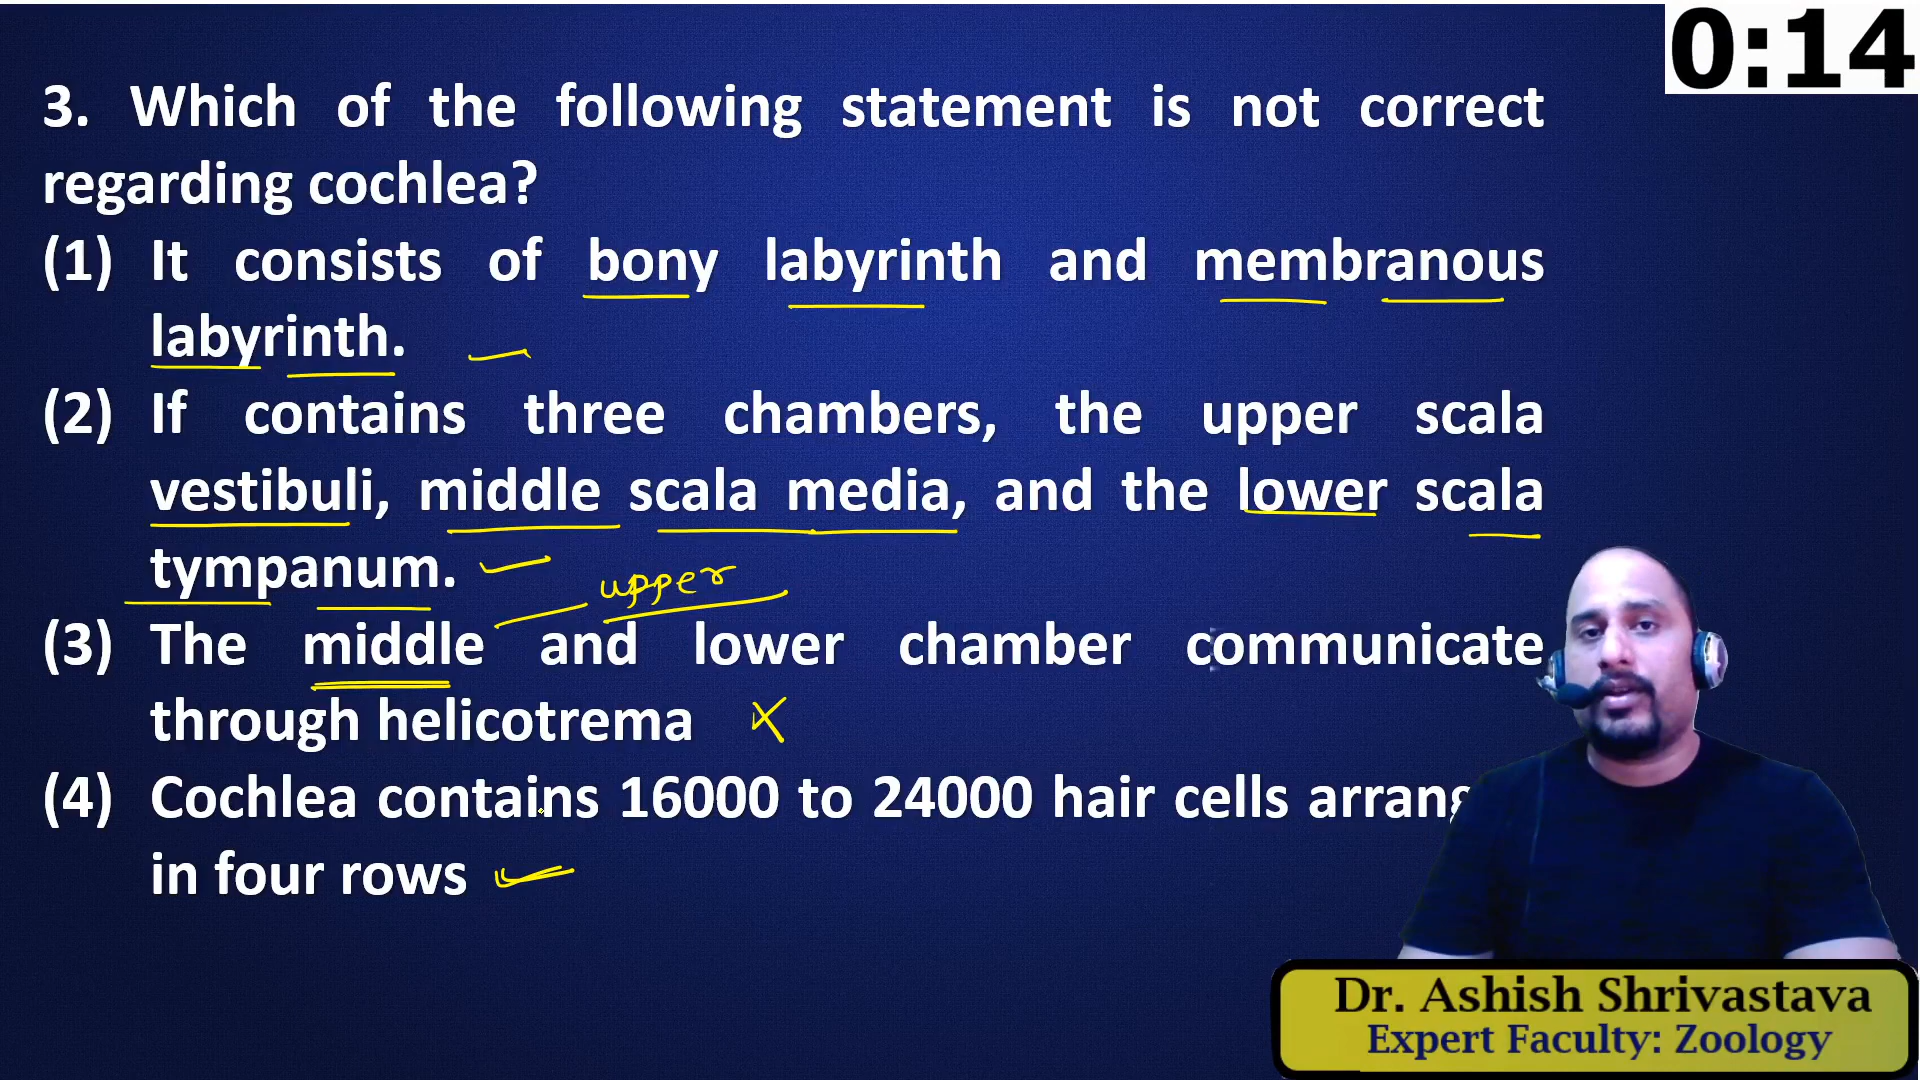 0:14
3. Which of the following statement is not correct
regarding cochlea?
(1) It consists of bony labyrinth and membranous
labyrinth.
(2) If contains three chambers, the upper scala
vestibuli, middle scala media, and the lower scala
tympanum.
upper
(3) The middle and lower chamber communicate
through helicotrema
(4) Cochlea contains 16000 to 24000 hair cells
in four rows
Dr. Ashish Shrivastava
Expert Faculty: Zoology